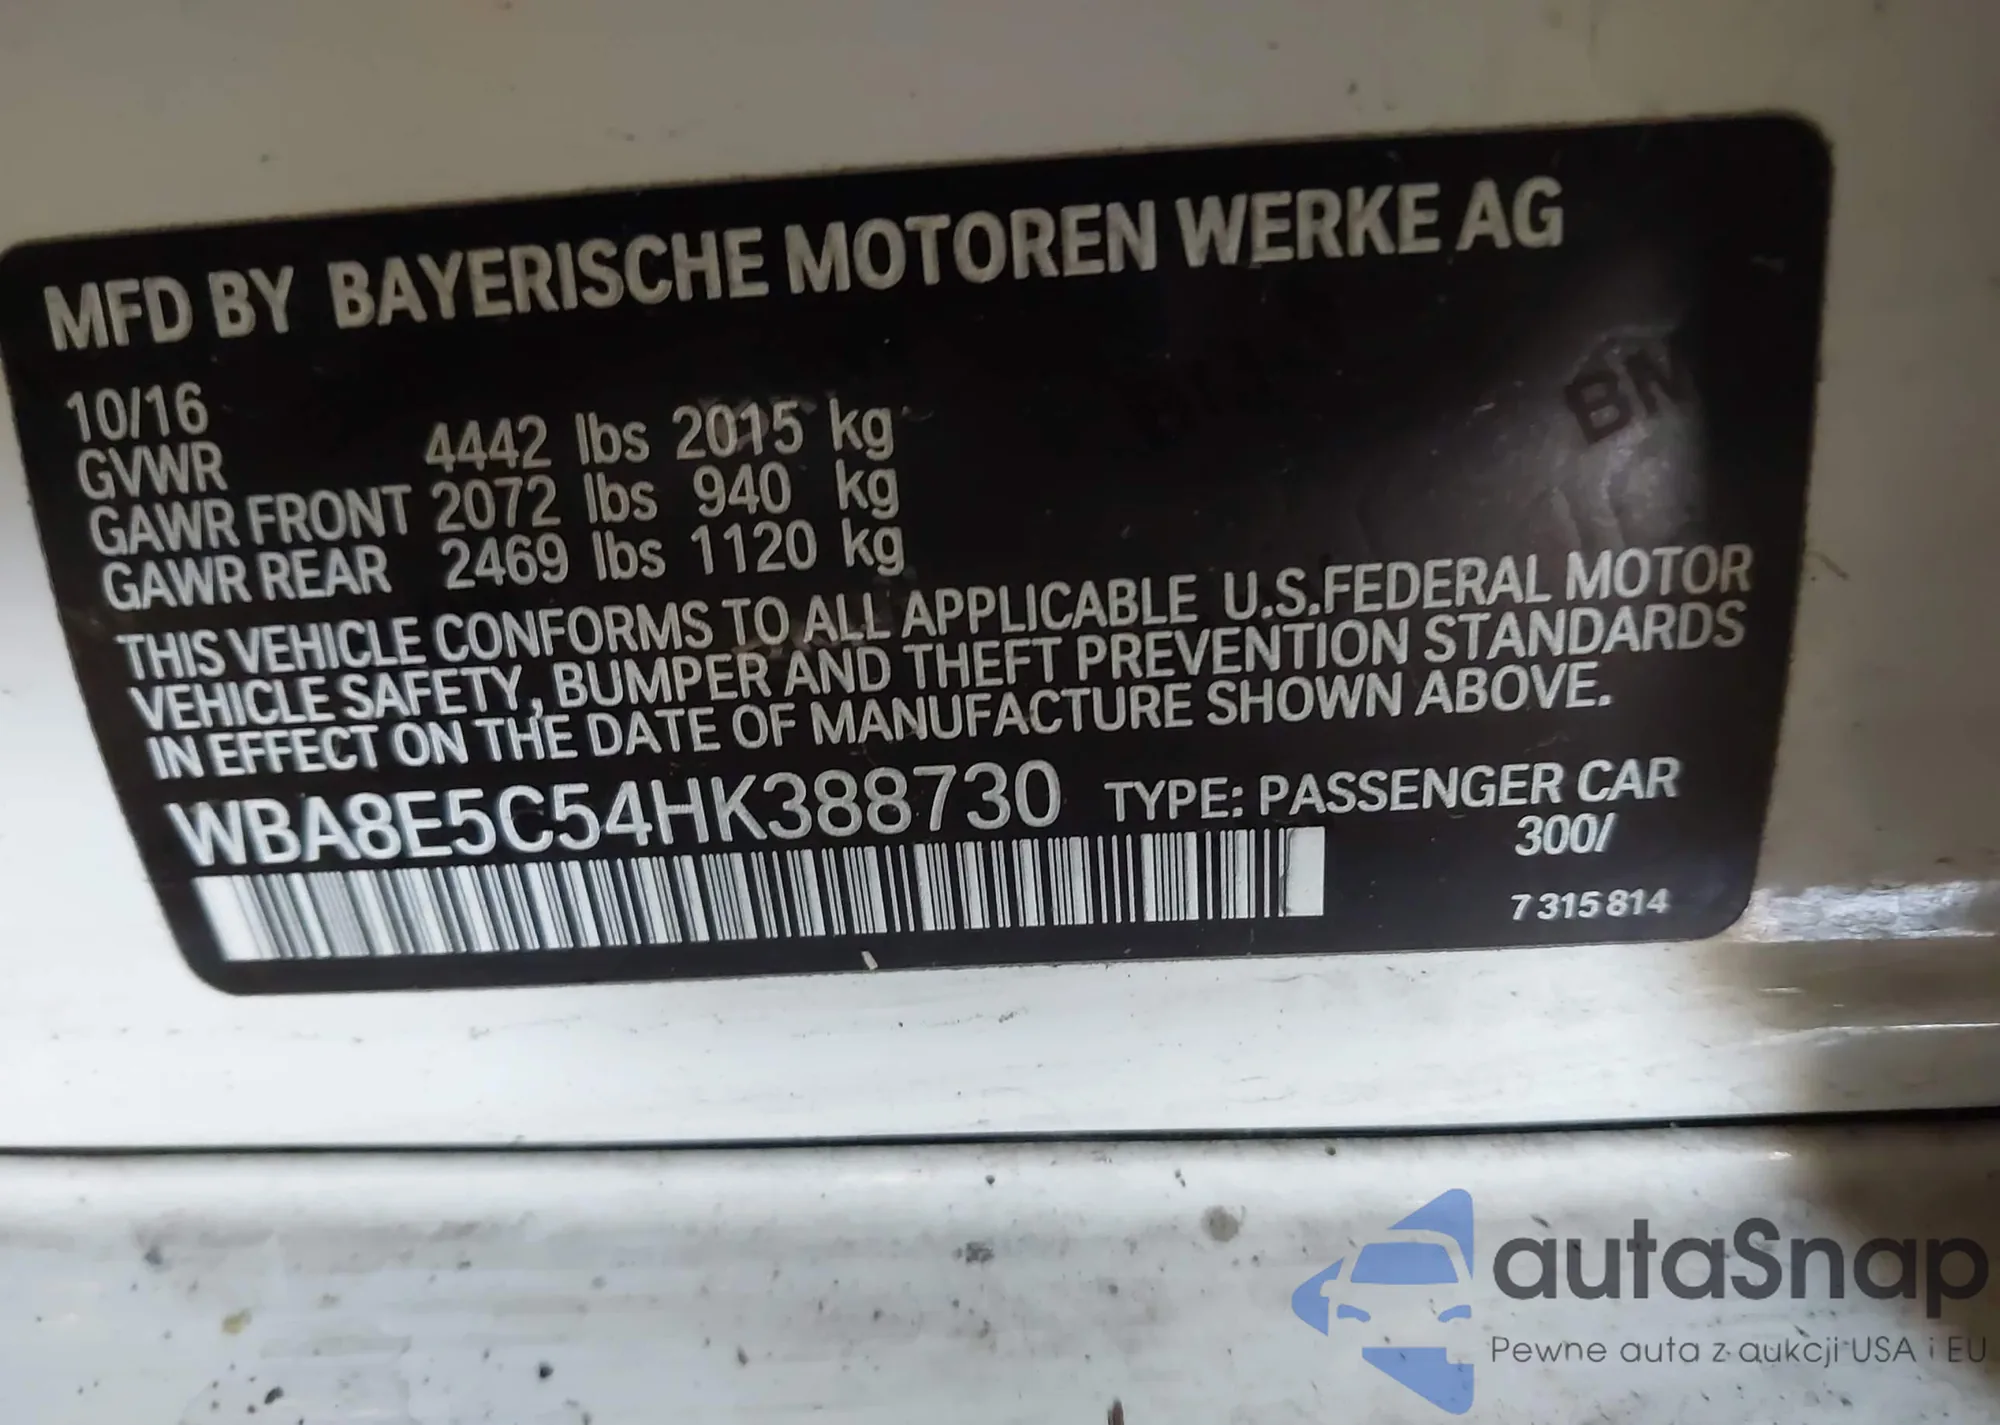 MFD BY BAYERISCHE MOTOREN WERKE AG
10/16
GVWR 4442 lbs 2015 kg
GAWR FRONT 2072 lbs 940 kg
GAWR REAR 2469 lbs 1120 kg
THIS VEHICLE CONFORMS TO ALL APPLICABLE U.S.FEDERAL MOTOR
VEHICLE SAFETY, BUMPER AND THEFT PREVENTION STANDARDS
IN EFFECT ON THE DATE OF MANUFACTURE SHOWN ABOVE.
WBA8E5C54HK388730 TYPE: PASSENGER CAR
300/
7 315 814
autaSnap
Pewne auta z aukcji USA i EU